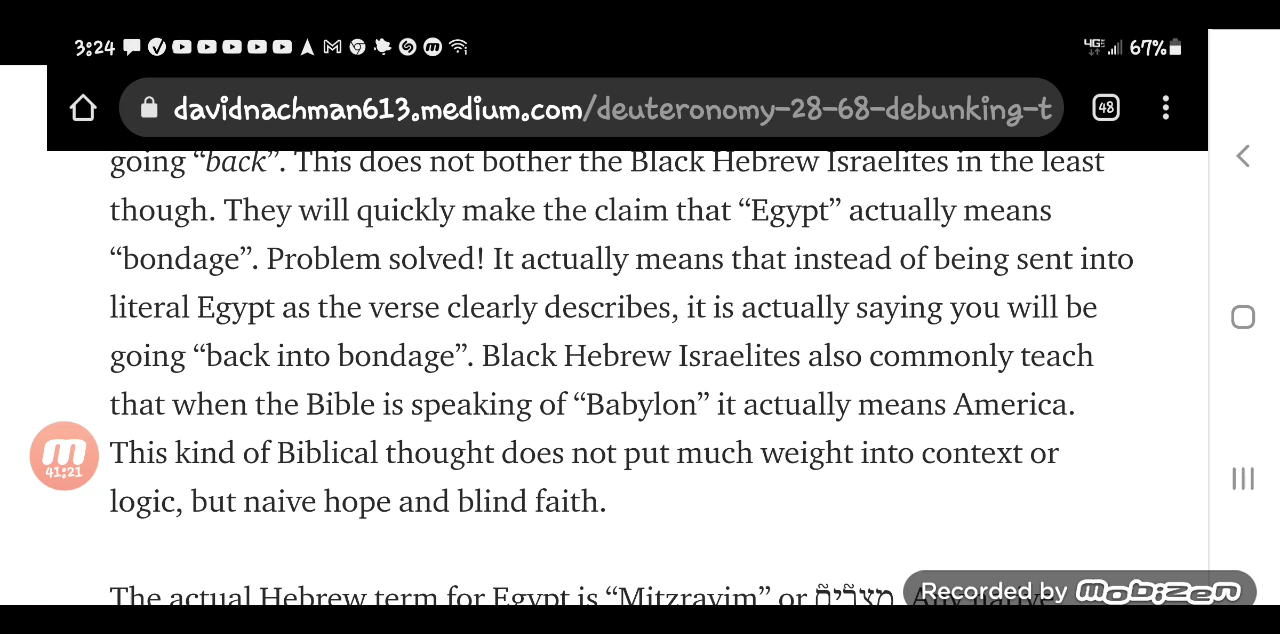 3:24 4G 67%
davidnachman613.medium.com/deuteronomy-28-68-debunking-t 48
going “back”. This does not bother the Black Hebrew Israelites in the least
though. They will quickly make the claim that “Egypt” actually means
“bondage”. Problem solved! It actually means that instead of being sent into
literal Egypt as the verse clearly describes, it is actually saying you will be
going “back into bondage”. Black Hebrew Israelites also commonly teach
that when the Bible is speaking of “Babylon” it actually means America.
This kind of Biblical thought does not put much weight into context or
41:21
logic, but naive hope and blind faith.
The actual Hebrew term for Egypt is “Mitzrayim” or
Recorded by mobizen